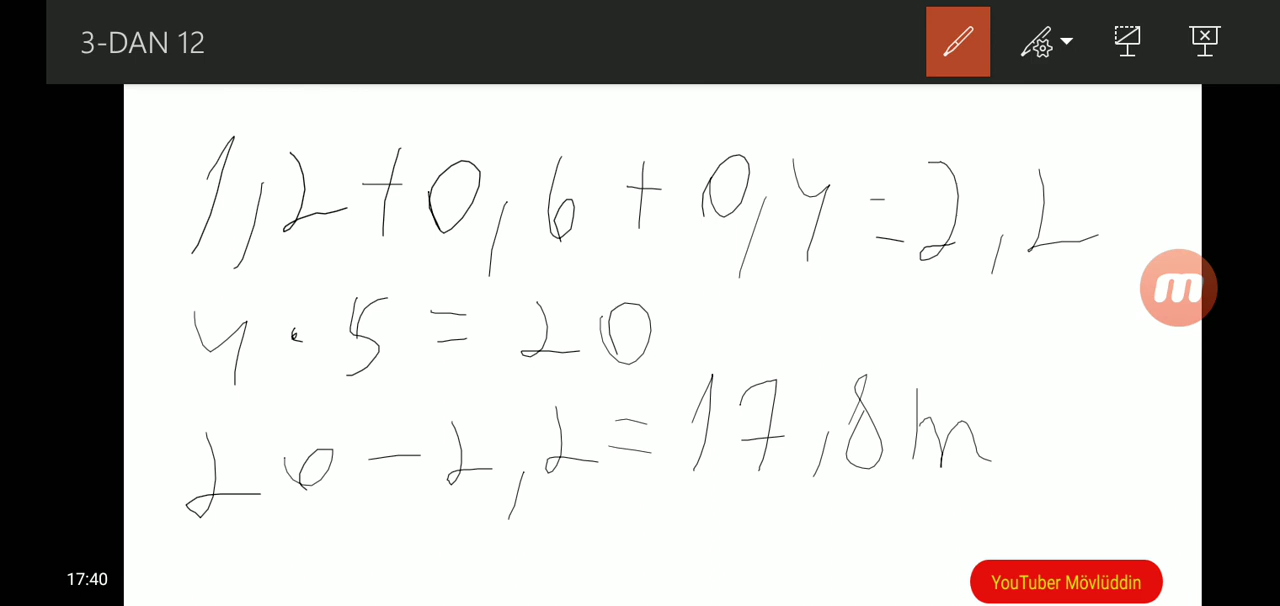 3-DAN 12
1,2+0,6+0,4=2,2
4·5=20
20-2,2=17,8m
17:40
YouTuber Mövlüddin